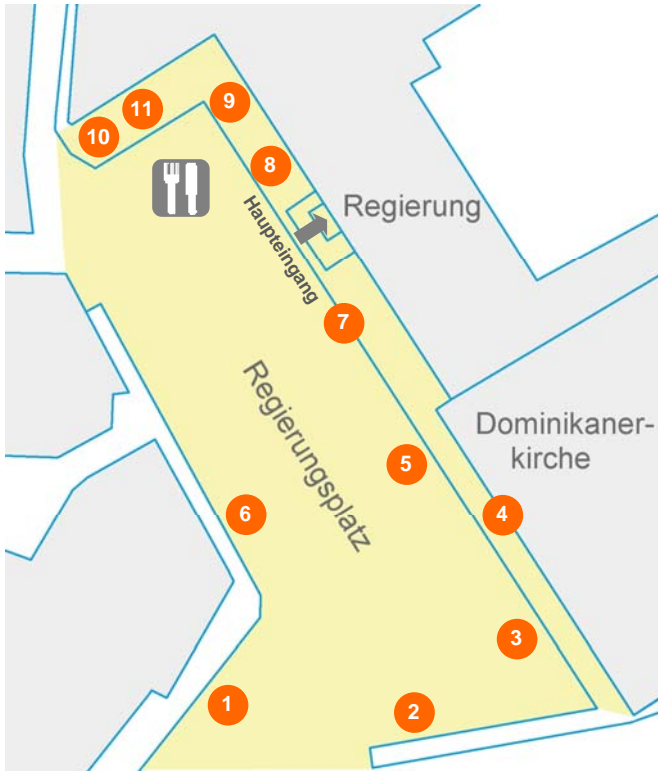 9
11
10
8
Regierung
Haupteingang
7
Regierungsplatz
Dominikaner-
kirche
5
6
4
3
1
2